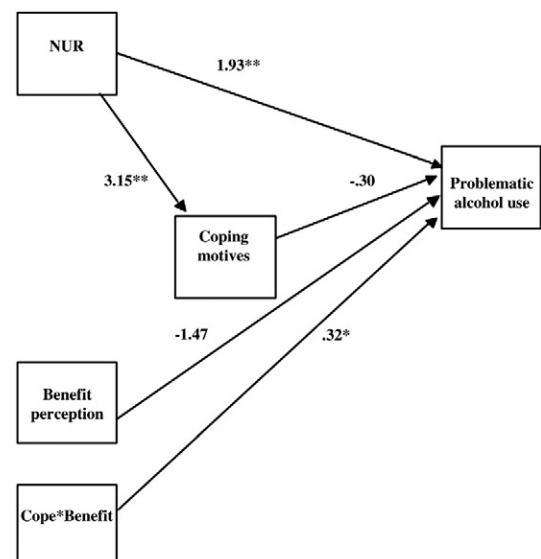 NUR
1.93**
3.15**
-.30
Problematic
alcohol use
Coping
motives
-1.47
.32*
Benefit
perception
Cope*Benefit